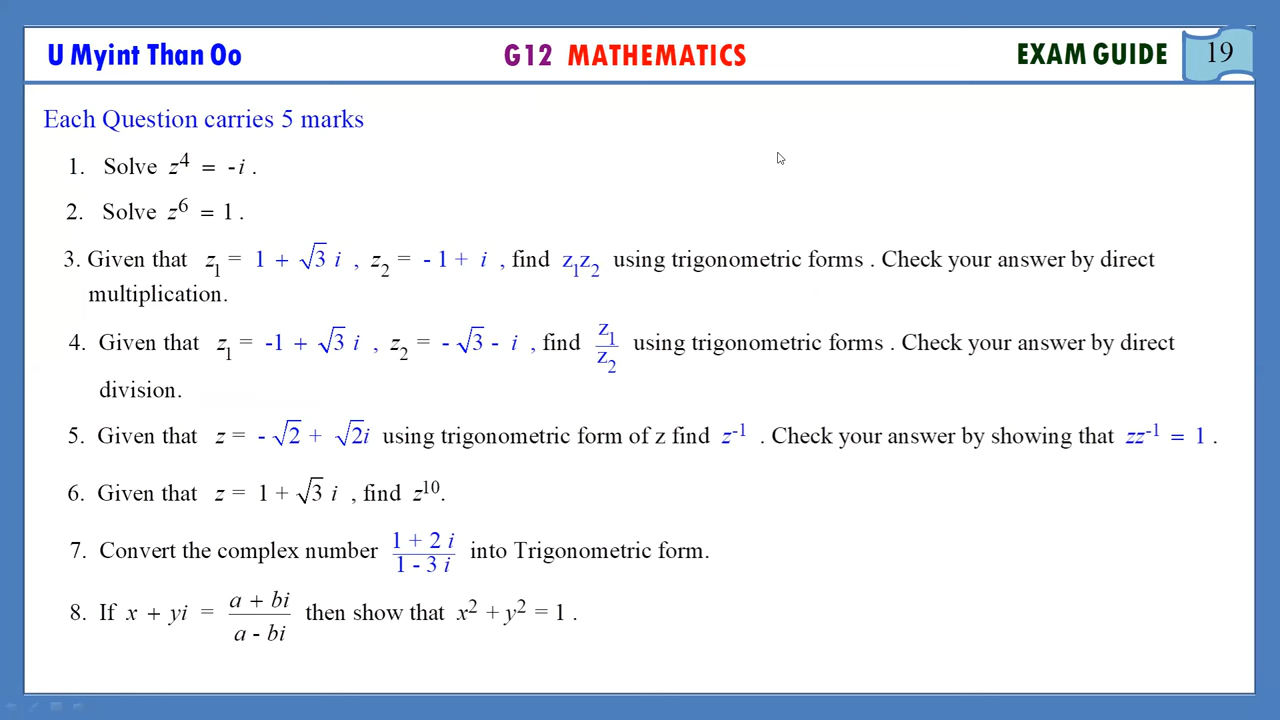 U Myint Than Oo G12 MATHEMATICS EXAM GUIDE 19
Each Question carries 5 marks
1. Solve z⁴ = -i .
2. Solve z⁶ = 1 .
3. Given that z₁ = 1 + √3 i , z₂ = - 1 + i , find z₁z₂ using trigonometric forms . Check your answer by direct
multiplication.
4. Given that z₁ = -1 + √3 i , z₂ = - √3 - i , find z₁/z₂ using trigonometric forms . Check your answer by direct
division.
5. Given that z = - √2 + √2i using trigonometric form of z find z⁻¹ . Check your answer by showing that zz⁻¹ = 1 .
6. Given that z = 1 + √3 i , find z¹⁰.
7. Convert the complex number (1 + 2 i)/(1 - 3 i) into Trigonometric form.
8. If x + yi = (a + bi)/(a - bi) then show that x² + y² = 1 .